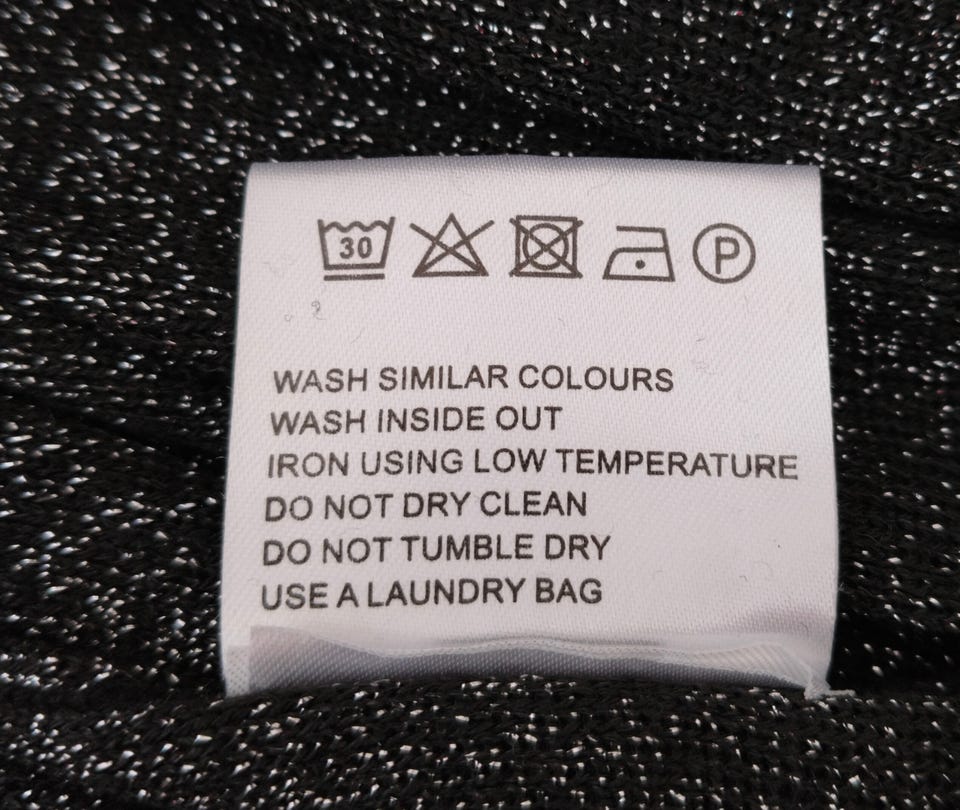 30 P
WASH SIMILAR COLOURS
WASH INSIDE OUT
IRON USING LOW TEMPERATURE
DO NOT DRY CLEAN
DO NOT TUMBLE DRY
USE A LAUNDRY BAG